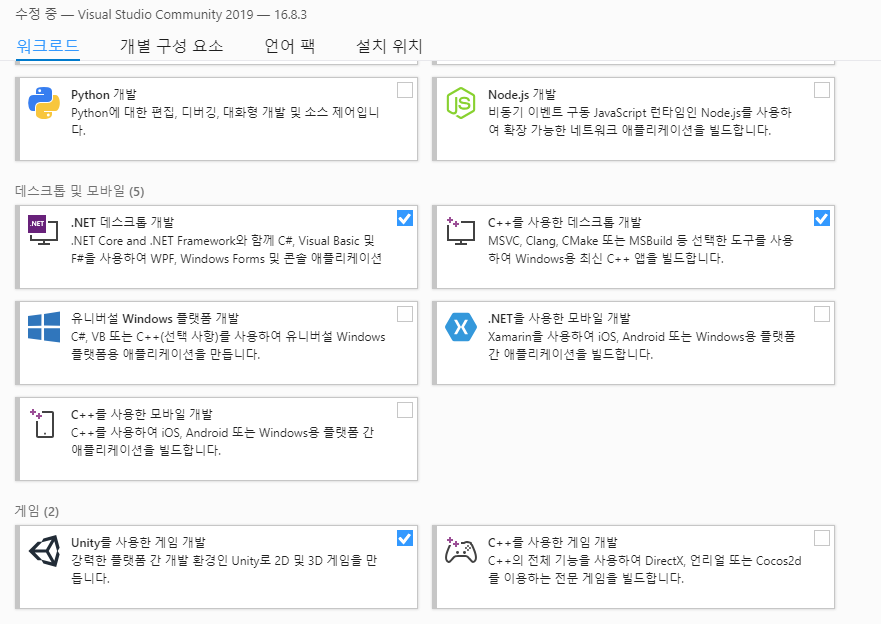 수정 중 — Visual Studio Community 2019 — 16.8.3
워크로드 개별 구성 요소 언어 팩 설치 위치
Python 개발
Python에 대한 편집, 디버깅, 대화형 개발 및 소스 제어입니
다.
Node.js 개발
비동기 이벤트 구동 JavaScript 런타임인 Node.js를 사용하
여 확장 가능한 네트워크 애플리케이션을 빌드합니다.
데스크톱 및 모바일 (5)
.NET
.NET 데스크톱 개발
.NET Core and .NET Framework와 함께 C#, Visual Basic 및
F#을 사용하여 WPF, Windows Forms 및 콘솔 애플리케이션
C++를 사용한 데스크톱 개발
MSVC, Clang, CMake 또는 MSBuild 등 선택한 도구를 사용
하여 Windows용 최신 C++ 앱을 빌드합니다.
유니버설 Windows 플랫폼 개발
C#, VB 또는 C++(선택 사항)를 사용하여 유니버설 Windows
플랫폼용 애플리케이션을 만듭니다.
.NET을 사용한 모바일 개발
Xamarin을 사용하여 iOS, Android 또는 Windows용 플랫폼
간 애플리케이션을 빌드합니다.
C++를 사용한 모바일 개발
C++를 사용하여 iOS, Android 또는 Windows용 플랫폼 간
애플리케이션을 빌드합니다.
게임 (2)
Unity를 사용한 게임 개발
강력한 플랫폼 간 개발 환경인 Unity로 2D 및 3D 게임을 만
듭니다.
C++를 사용한 게임 개발
C++의 전체 기능을 사용하여 DirectX, 언리얼 또는 Cocos2d
를 이용하는 전문 게임을 빌드합니다.